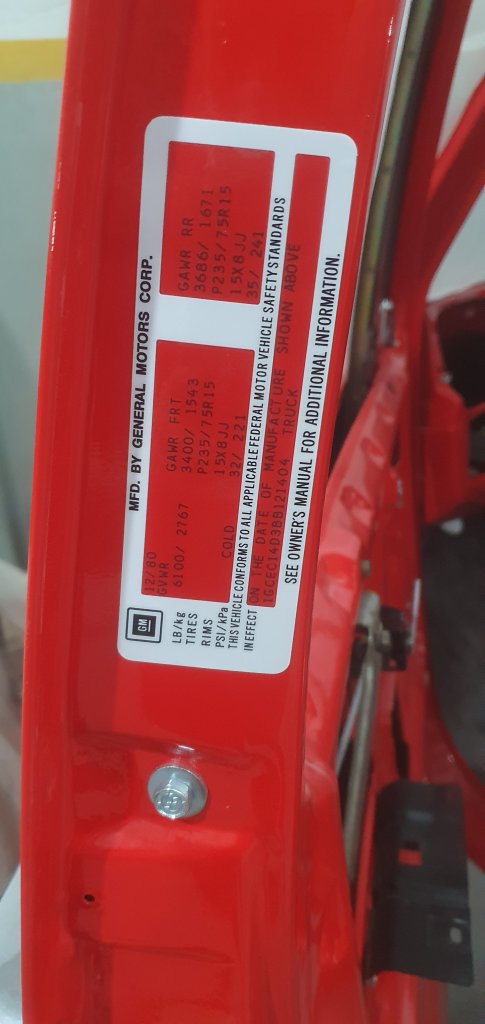 MFD. BY GENERAL MOTORS CORP.
12/80
GVWR GAWR FRT GAWR RR
LB/kg 6100/ 2767 3400/ 1543 3686/ 1671
TIRES P235/75R15 P235/75R15
RIMS 15X8JJ 15X8JJ
PSI/kPa COLD 32/ 221 35/ 241
THIS VEHICLE CONFORMS TO ALL APPLICABLE FEDERAL MOTOR VEHICLE SAFETY STANDARDS
IN EFFECT ON THE DATE OF MANUFACTURE SHOWN ABOVE
1GCEC14D3BB121404 TRUCK
SEE OWNER'S MANUAL FOR ADDITIONAL INFORMATION.
GM